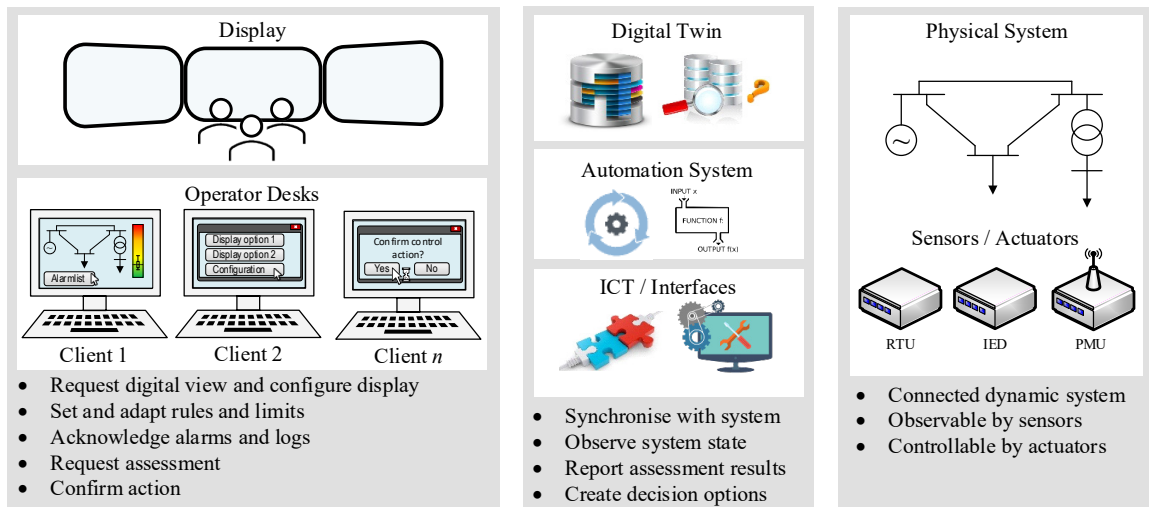 Display
Operator Desks
Alarmlist
Display option 1
Display option 2
Configuration
Confirm control
action?
Yes
No
Client 1
Client 2
Client n
• Request digital view and configure display
• Set and adapt rules and limits
• Acknowledge alarms and logs
• Request assessment
• Confirm action
Digital Twin
?
Automation System
INPUT x
FUNCTION f:
OUTPUT f(x)
ICT / Interfaces
• Synchronise with system
• Observe system state
• Report assessment results
• Create decision options
Physical System
~
Sensors / Actuators
RTU
IED
PMU
• Connected dynamic system
• Observable by sensors
• Controllable by actuators